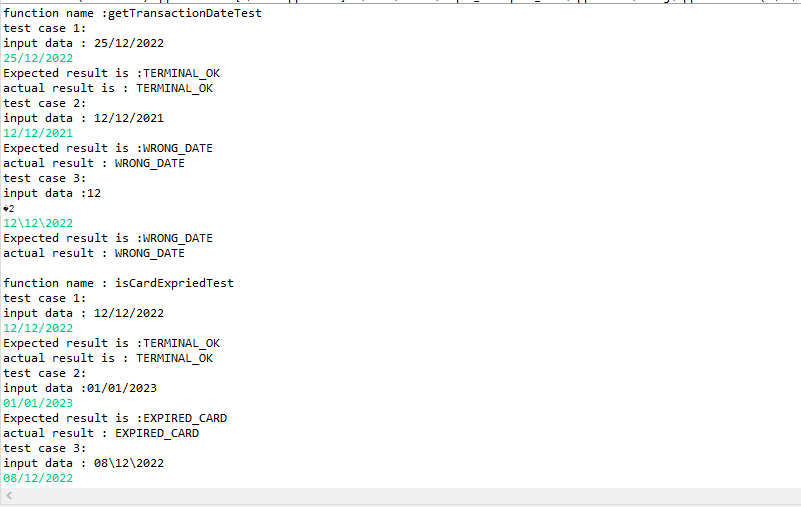 function name :getTransactionDateTest
test case 1:
input data : 25/12/2022
25/12/2022
Expected result is :TERMINAL_OK
actual result is : TERMINAL_OK
test case 2:
input data : 12/12/2021
12/12/2021
Expected result is :WRONG_DATE
actual result : WRONG_DATE
test case 3:
input data :12
�2
12\12\2022
Expected result is :WRONG_DATE
actual result : WRONG_DATE
function name : isCardExpriedTest
test case 1:
input data : 12/12/2022
12/12/2022
Expected result is :TERMINAL_OK
actual result is : TERMINAL_OK
test case 2:
input data :01/01/2023
01/01/2023
Expected result is :EXPIRED_CARD
actual result : EXPIRED_CARD
test case 3:
input data : 08\12\2022
08/12/2022